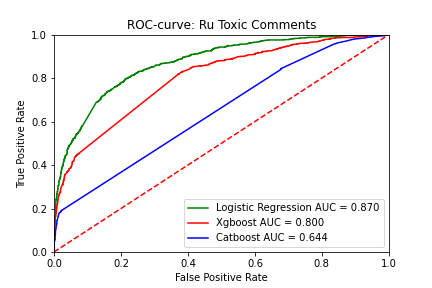 ROC-curve: Ru Toxic Comments
1.0
0.8
0.6
0.4
0.2
0.0
True Positive Rate
Logistic Regression AUC = 0.870
Xgboost AUC = 0.800
Catboost AUC = 0.644
0.0 0.2 0.4 0.6 0.8 1.0
False Positive Rate